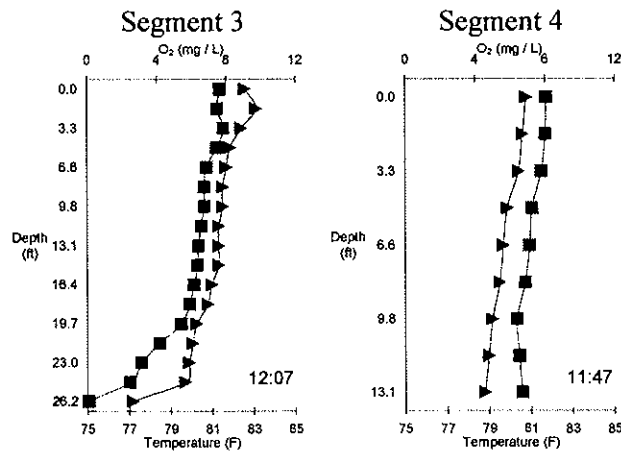 Segment 3
O₂ (mg / L)
0 4 8 12
0.0
3.3
6.6
9.8
Depth
(ft)
13.1
16.4
19.7
23.0
26.2
12:07
75 77 79 81 83 85
Temperature (F)
Segment 4
O₂ (mg / L)
0 2 4 6 8
0.0
3.3
Depth
(ft)
6.6
9.8
13.1
11:47
75 77 79 81 83 85
Temperature (F)